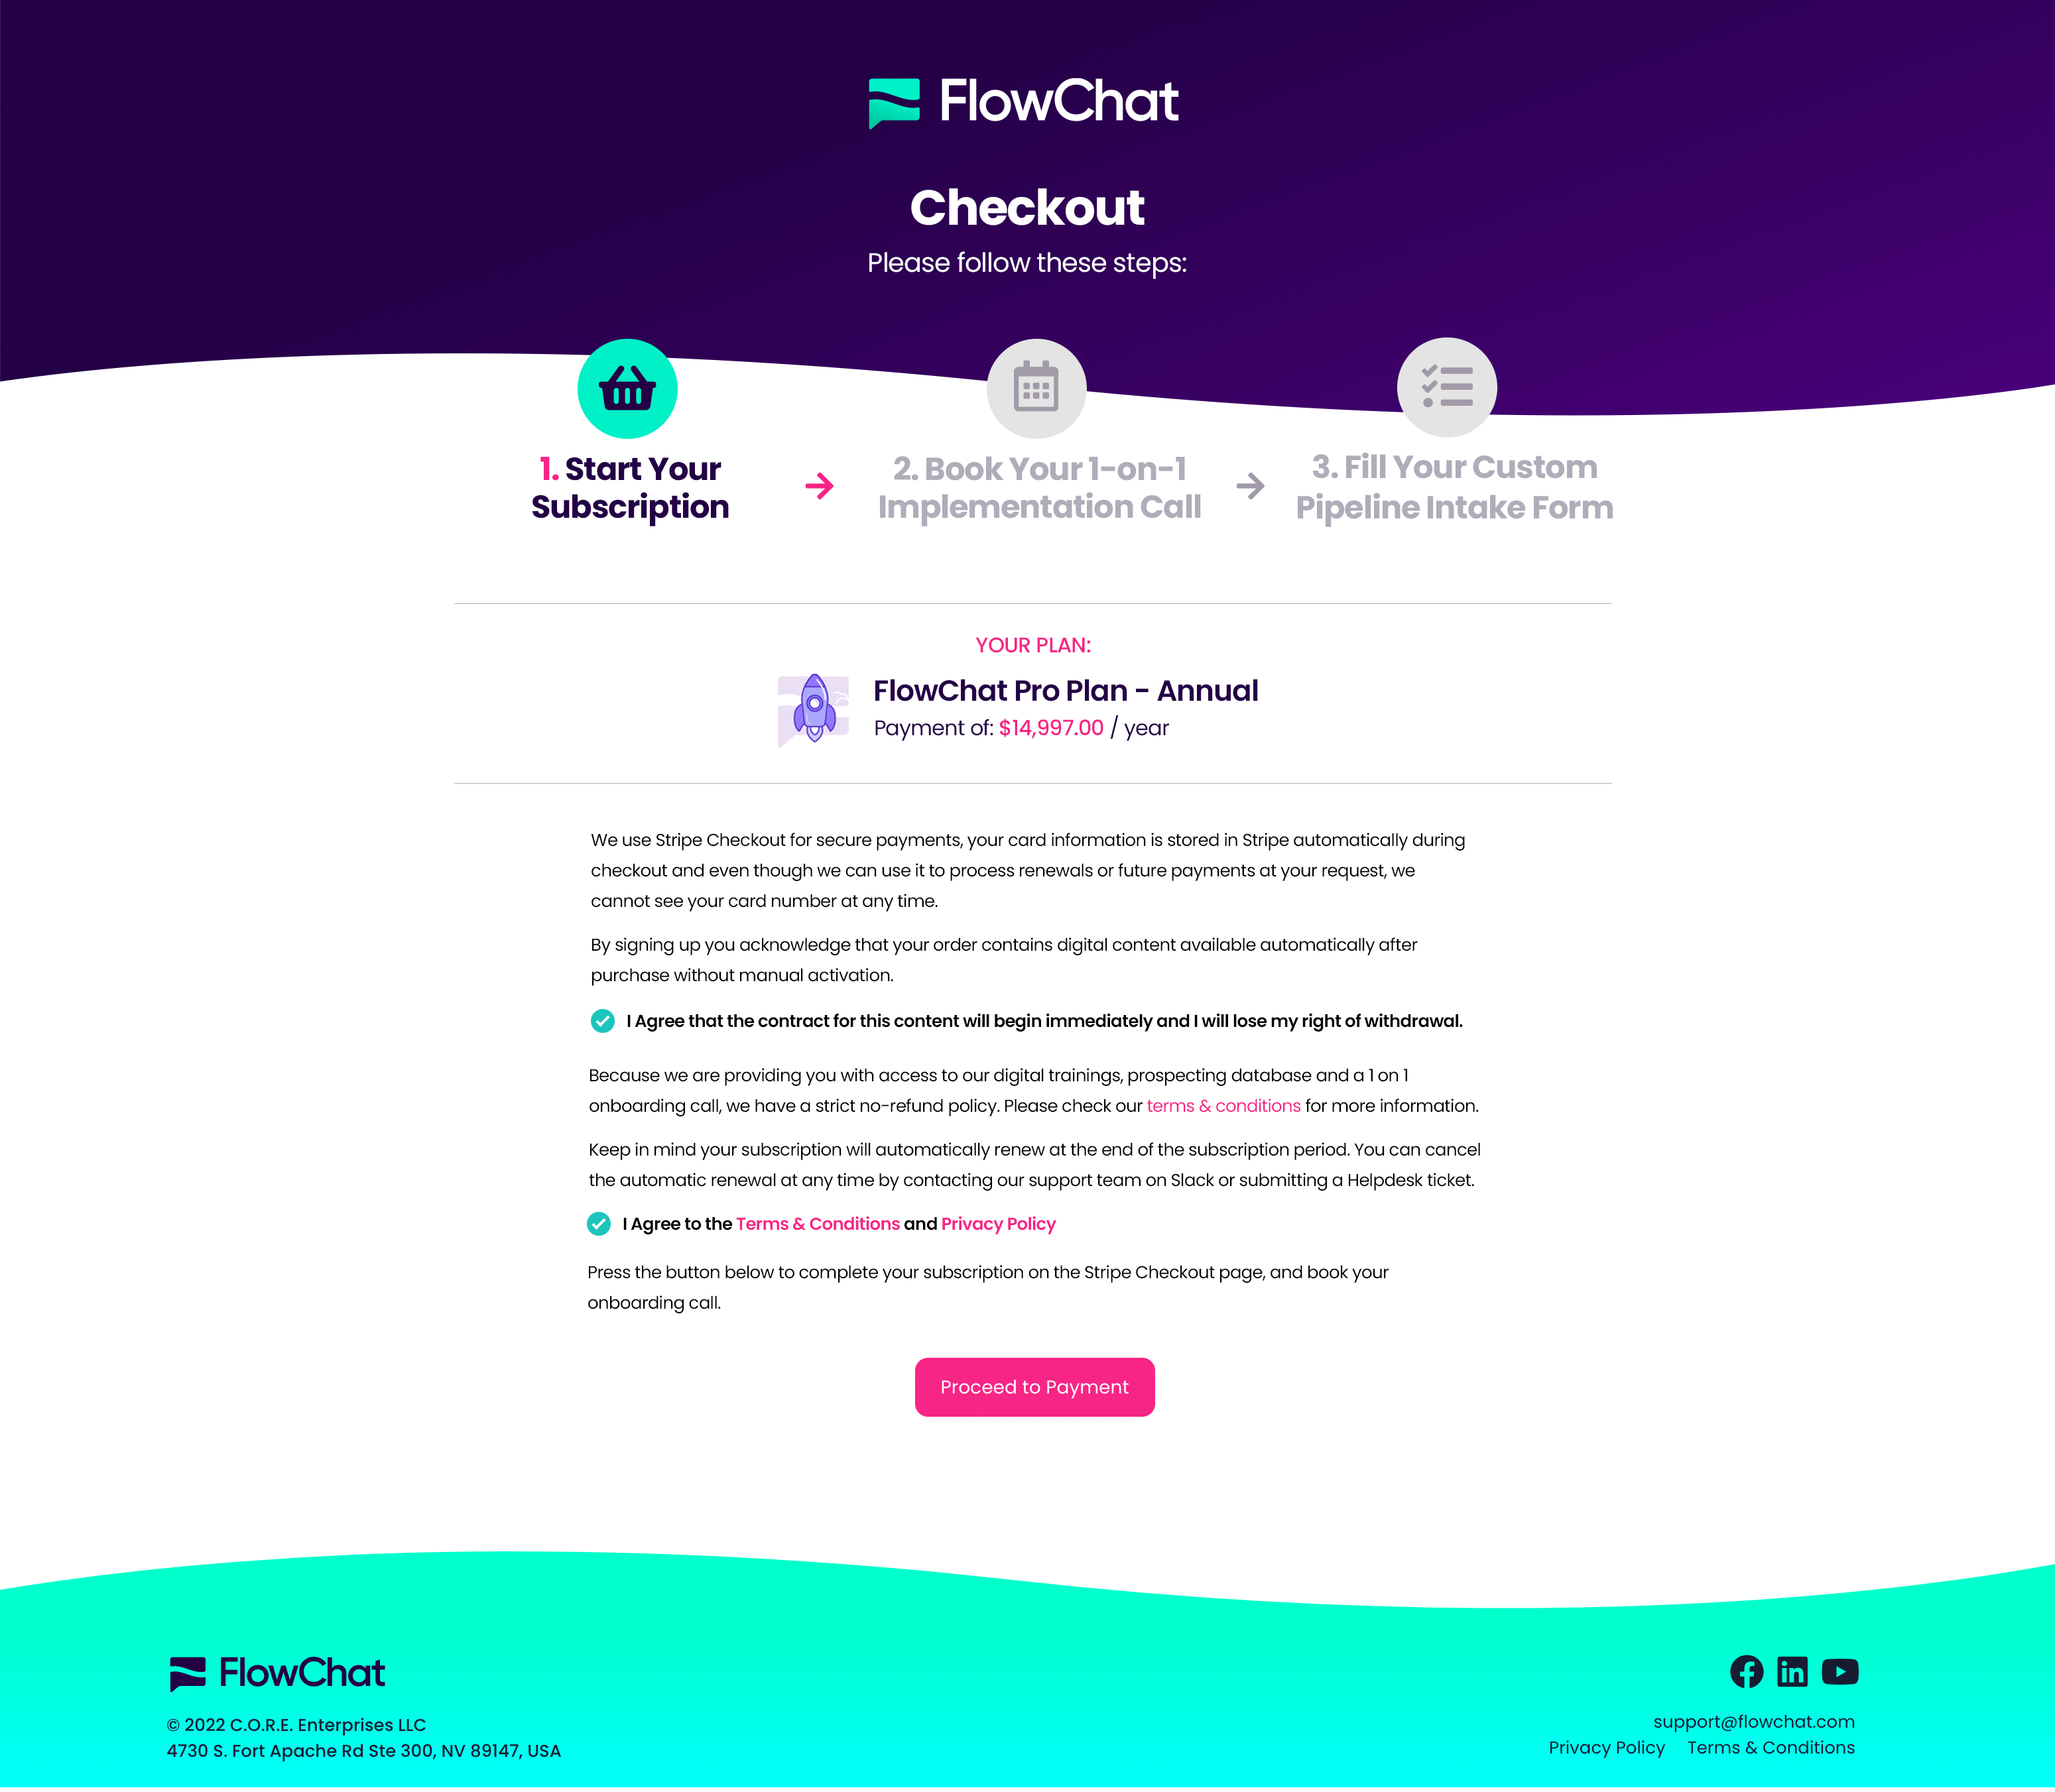 FlowChat
Checkout
Please follow these steps:
1. Start Your
Subscription
2. Book Your 1-on-1
Implementation Call
3. Fill Your Custom
Pipeline Intake Form
YOUR PLAN:
FlowChat Pro Plan - Annual
Payment of: $14,997.00 / year
We use Stripe Checkout for secure payments, your card information is stored in Stripe automatically during
checkout and even though we can use it to process renewals or future payments at your request, we
cannot see your card number at any time.
By signing up you acknowledge that your order contains digital content available automatically after
purchase without manual activation.
I Agree that the contract for this content will begin immediately and I will lose my right of withdrawal.
Because we are providing you with access to our digital trainings, prospecting database and a 1 on 1
onboarding call, we have a strict no-refund policy. Please check our terms & conditions for more information.
Keep in mind your subscription will automatically renew at the end of the subscription period. You can cancel
the automatic renewal at any time by contacting our support team on Slack or submitting a Helpdesk ticket.
I Agree to the Terms & Conditions and Privacy Policy
Press the button below to complete your subscription on the Stripe Checkout page, and book your
onboarding call.
Proceed to Payment
FlowChat
© 2022 C.O.R.E. Enterprises LLC
4730 S. Fort Apache Rd Ste 300, NV 89147, USA
in
support@flowchat.com
Privacy Policy Terms & Conditions